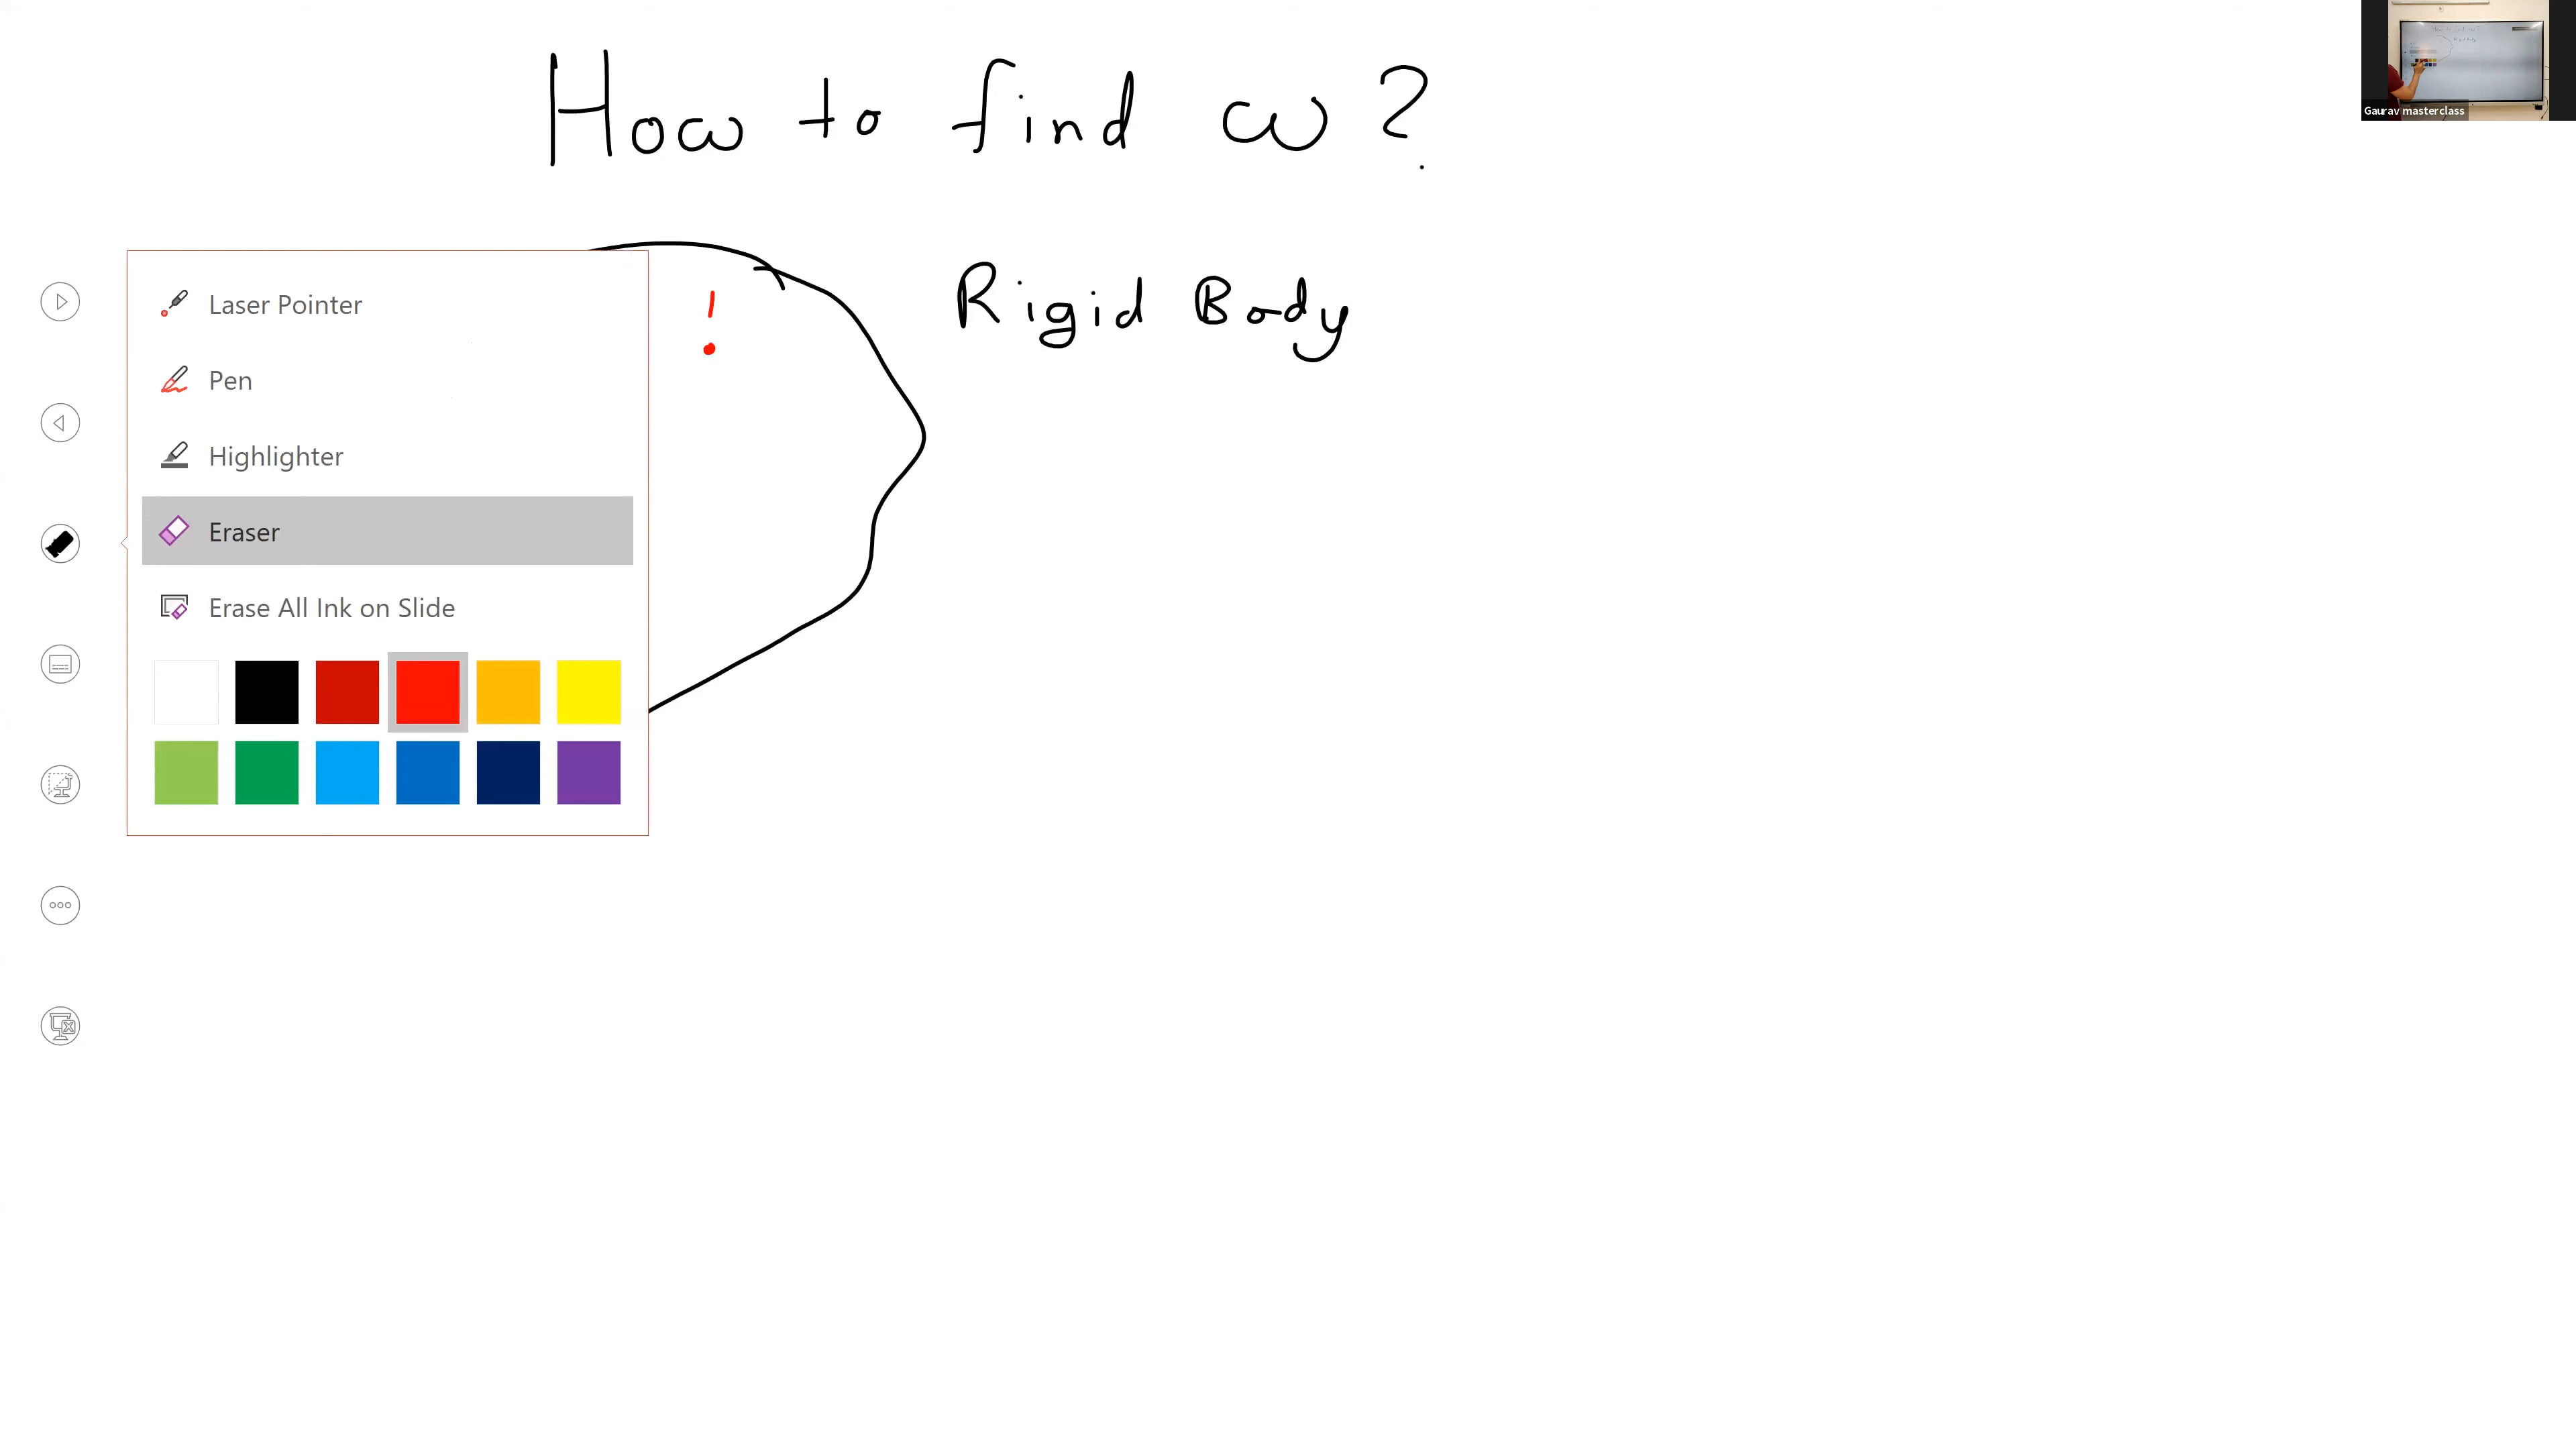 How to find ω ?
Gaurav masterclass
Rigid Body
!
Laser Pointer
Pen
Highlighter
Eraser
Erase All Ink on Slide